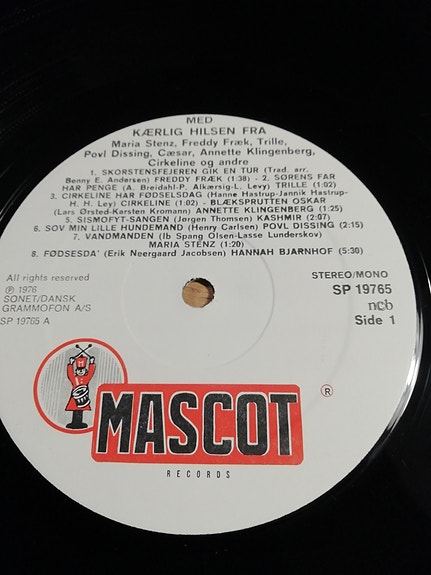 MED
KÆRLIG HILSEN FRA
Maria Stenz, Freddy Fræk, Trille,
Povl Dissing, Cæsar, Annette Klingenberg,
Cirkeline og andre
1. SKORSTENSFEJEREN GIK EN TUR (Trad. arr.
Benny E. Andersen) FREDDY FRÆK (1:38) - 2. SØRENS FAR
HAR PENGE (A. Breidahl-P. Alkærsig-L. Levy) TRILLE (1:02)
3. CIRKELINE HAR FØDSELSDAG (Hanne Hastrup-Jannik Hastrup-
H. H. Ley) CIRKELINE (1:02) - BLÆKSPRUTTEN OSKAR
(Lars Ørsted-Karsten Kromann) ANNETTE KLINGENBERG (1:25)
5. SISMOFYT-SANGEN (Jørgen Thomsen) KASHMIR (2:07)
6. SOV MIN LILLE HUNDEMAND (Henry Carlsen) POVL DISSING (2:15)
7. VANDMANDEN (Ib Spang Olsen-Lasse Lunderskov)
MARIA STENZ (1:20)
8. FØDSESDA' (Erik Neergaard Jacobsen) HANNAH BJARNHOF (5:30)
All rights reserved
Ⓟ 1976
SONET/DANSK
GRAMMOFON A/S
SP 19765 A
STEREO/MONO
SP 19765
ncb
Side 1
MASCOT
®
RECORDS